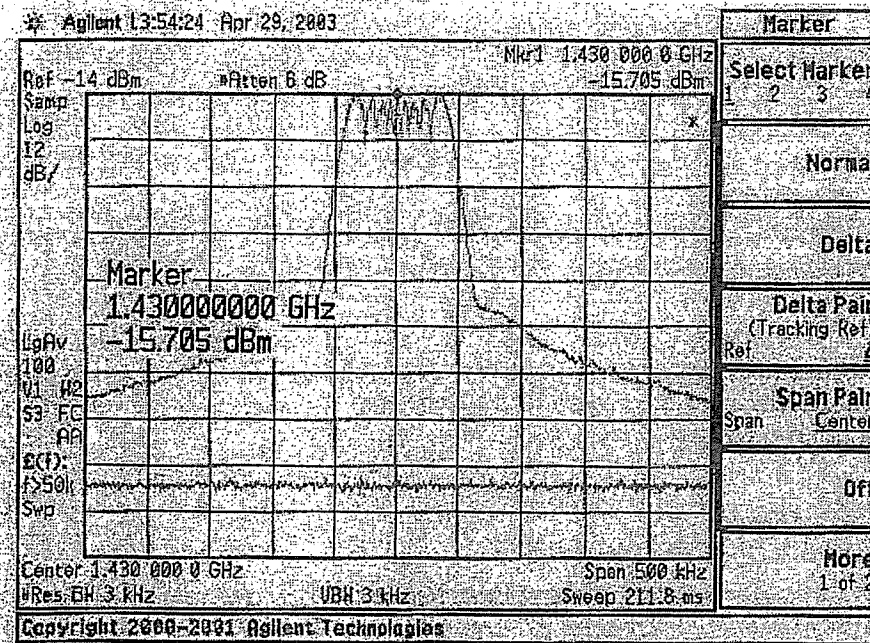 Agilent 13:54:24 Apr 29, 2003
Marker
Mkr1 1.430 000 0 GHz
Ref -14 dBm
#Atten 6 dB
-15.705 dBm
Select Marker
1 2 3 4
Samp
Log
12
dB/
Normal
Delta
Marker
1.430000000 GHz
-15.705 dBm
Delta Pair
(Tracking Ref)
Ref
LgAv
100
V1 W2
S3 FC
AA
Span Pair
Span Center
£(f):
f>50k
Swp
Off
Center 1.430 000 0 GHz
Span 500 kHz
#Res BW 3 kHz
VBW 3 kHz
Sweep 211.8 ms
More
1 of 2
Copyright 2000-2001 Agilent Technologies